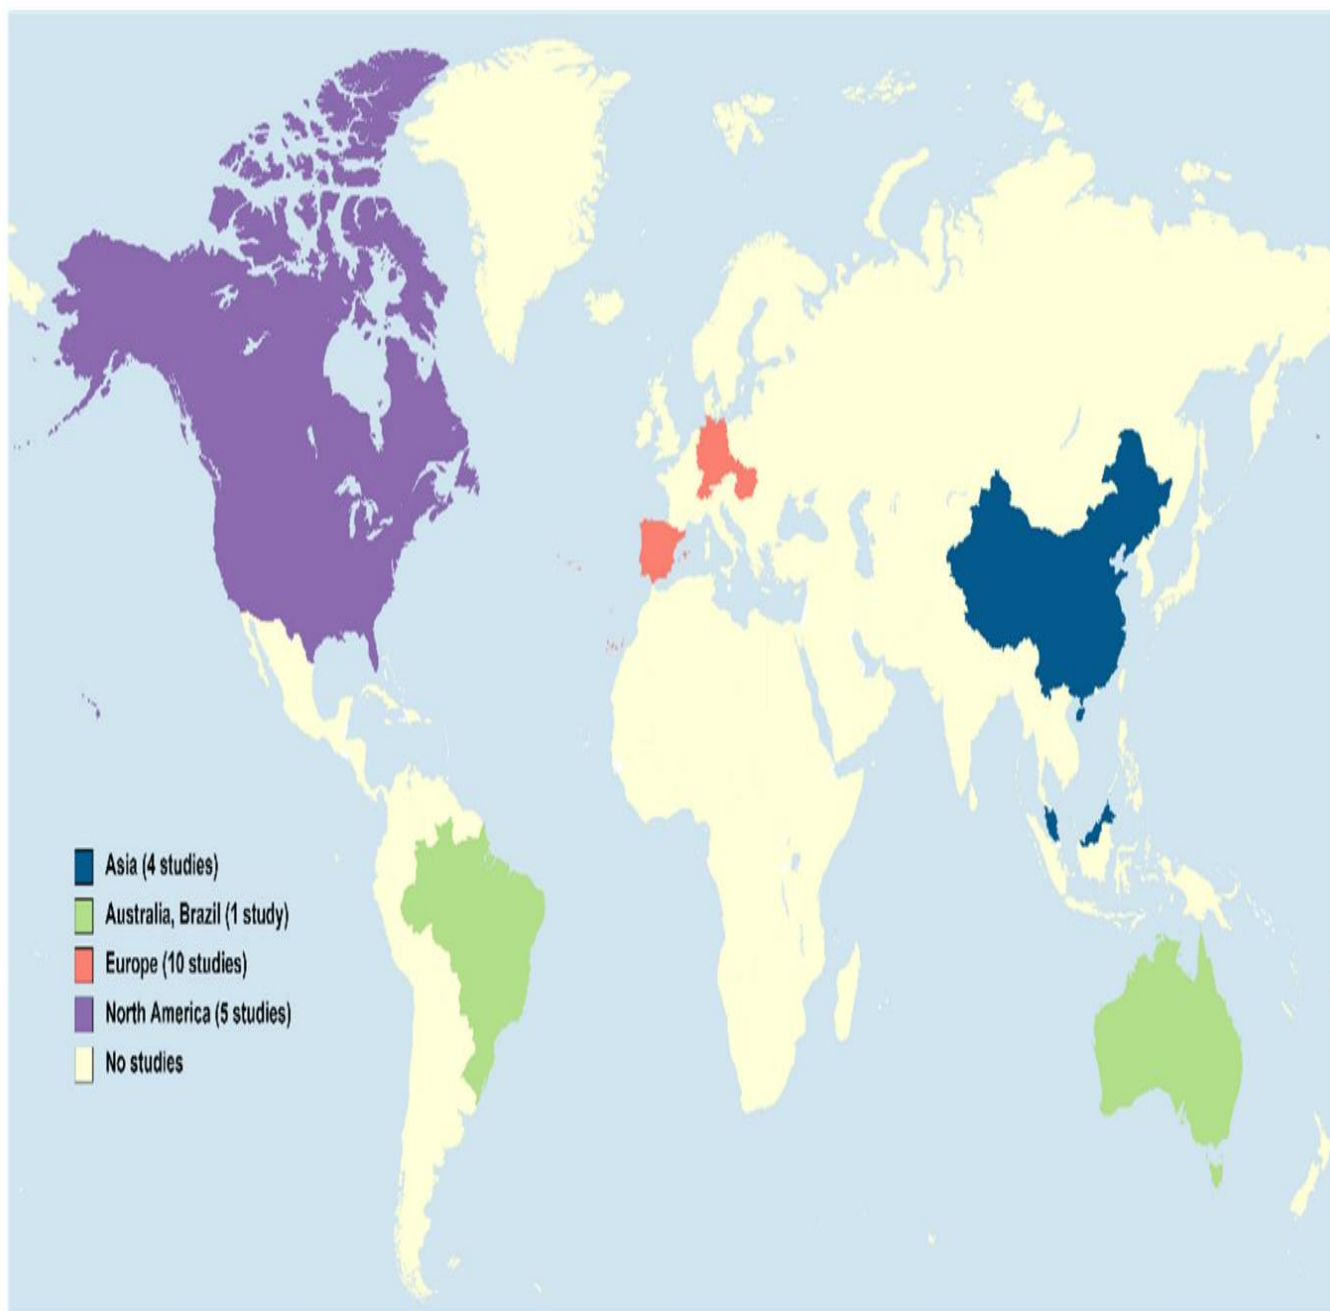 Asia (4 studies)
Australia, Brazil (1 study)
Europe (10 studies)
North America (5 studies)
No studies